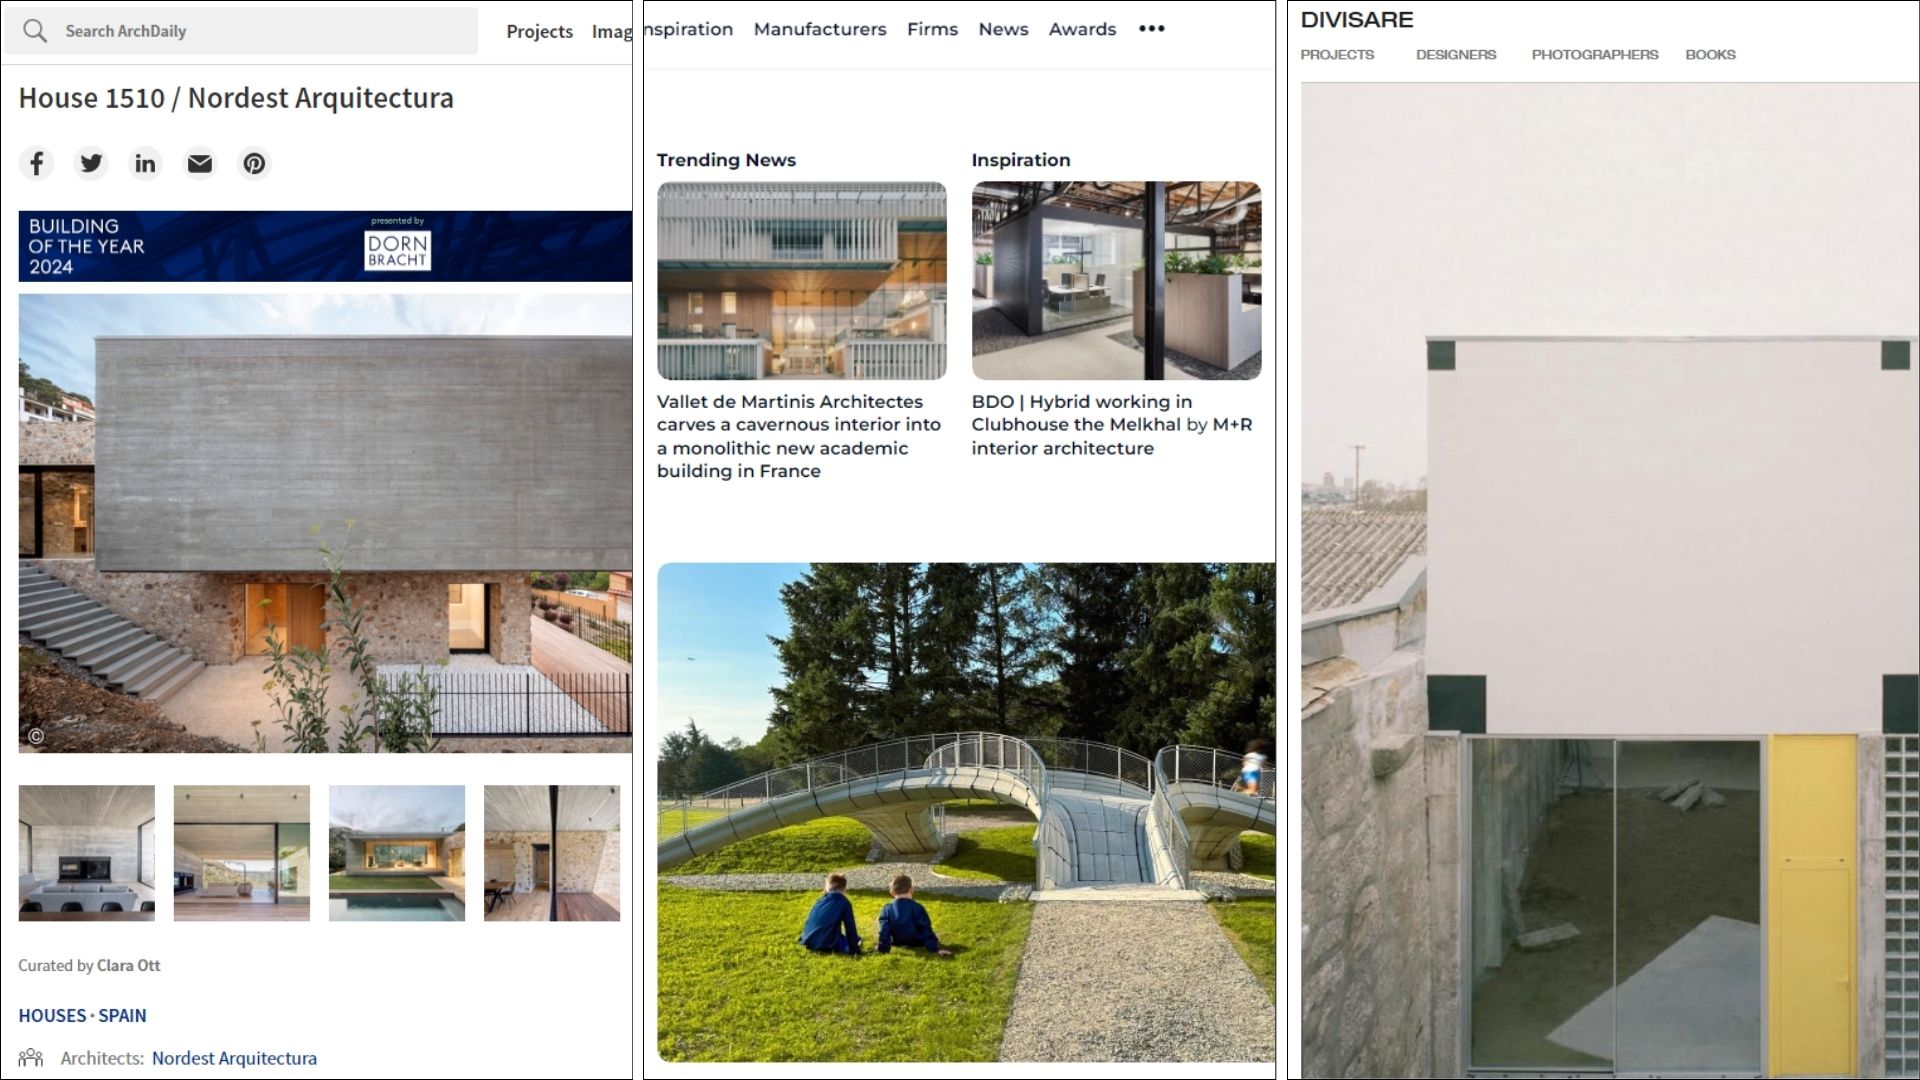 Search ArchDaily
Projects Imag
House 1510 / Nordest Arquitectura
BUILDING
OF THE YEAR
2024
presented by
DORN
BRACHT
©
Curated by Clara Ott
HOUSES • SPAIN
Architects: Nordest Arquitectura
nspiration Manufacturers Firms News Awards •••
Trending News
Vallet de Martinis Architectes
carves a cavernous interior into
a monolithic new academic
building in France
Inspiration
BDO | Hybrid working in
Clubhouse the Melkhal by M+R
interior architecture
DIVISARE
PROJECTS DESIGNERS PHOTOGRAPHERS BOOKS